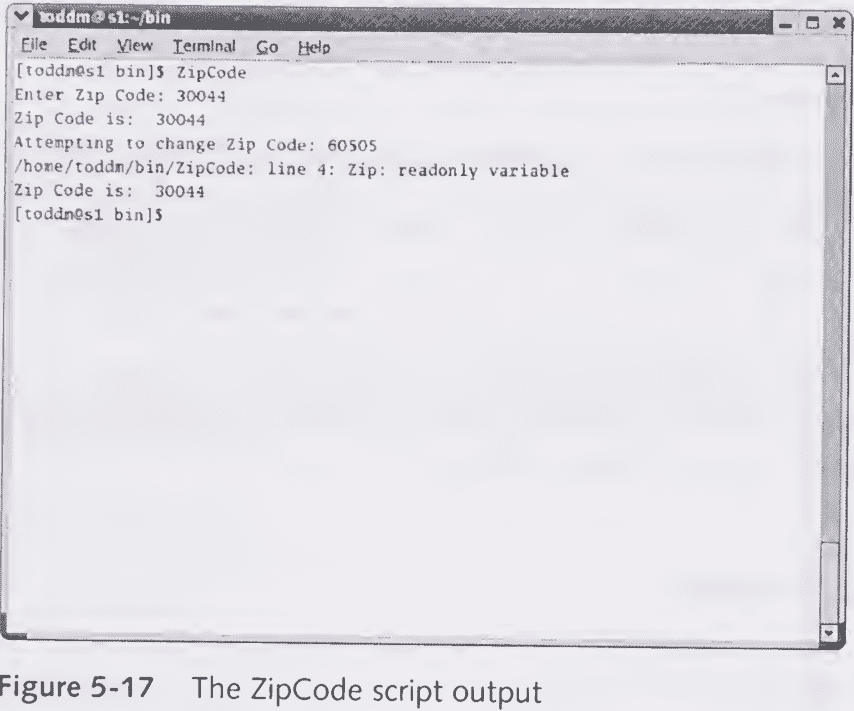 toddm@s1:~/bin
File Edit View Terminal Go Help
[toddm@s1 bin]$ ZipCode
Enter Zip Code: 30044
Zip Code is:  30044
Attempting to change Zip Code: 60505
/home/toddm/bin/ZipCode: line 4: Zip: readonly variable
Zip Code is:  30044
[toddm@s1 bin]$
Figure 5-17 The ZipCode script output